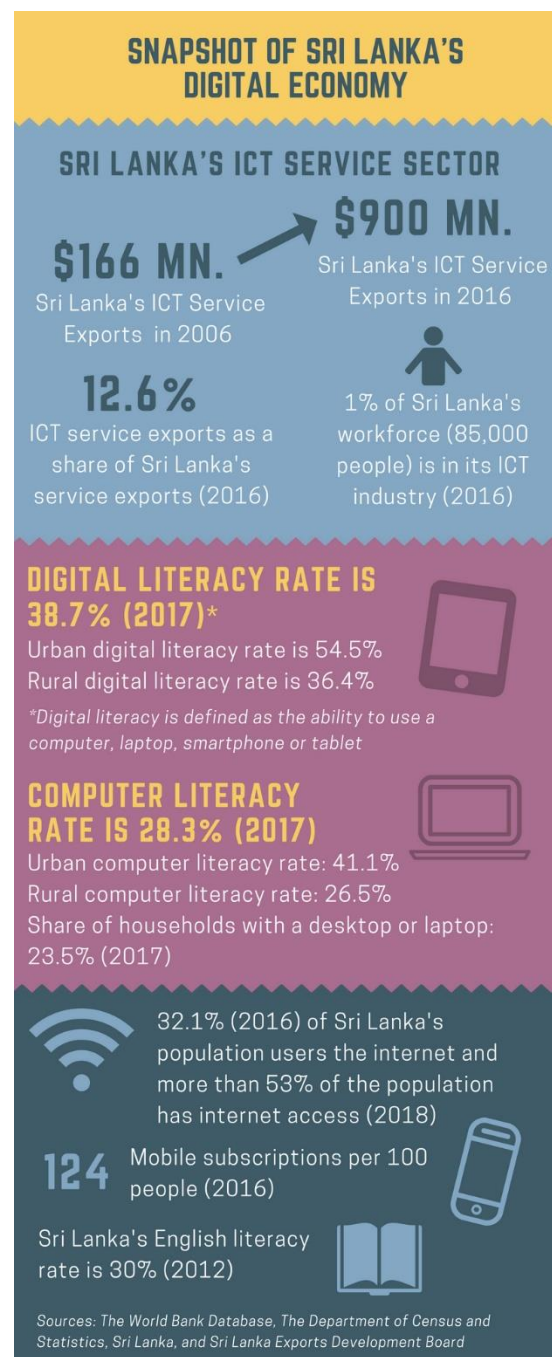 SNAPSHOT OF SRI LANKA'S
DIGITAL ECONOMY
SRI LANKA'S ICT SERVICE SECTOR
$166 MN.
Sri Lanka's ICT Service
Exports in 2006
$900 MN.
Sri Lanka's ICT Service
Exports in 2016
12.6%
ICT service exports as a
share of Sri Lanka's
service exports (2016)
1% of Sri Lanka's
workforce (85,000
people) is in its ICT
industry (2016)
DIGITAL LITERACY RATE IS
38.7% (2017)*
Urban digital literacy rate is 54.5%
Rural digital literacy rate is 36.4%
*Digital literacy is defined as the ability to use a
computer, laptop, smartphone or tablet
COMPUTER LITERACY
RATE IS 28.3% (2017)
Urban computer literacy rate: 41.1%
Rural computer literacy rate: 26.5%
Share of households with a desktop or laptop:
23.5% (2017)
32.1% (2016) of Sri Lanka's
population users the internet and
more than 53% of the population
has internet access (2018)
124
Mobile subscriptions per 100
people (2016)
Sri Lanka's English literacy
rate is 30% (2012)
Sources: The World Bank Database, The Department of Census and
Statistics, Sri Lanka, and Sri Lanka Exports Development Board